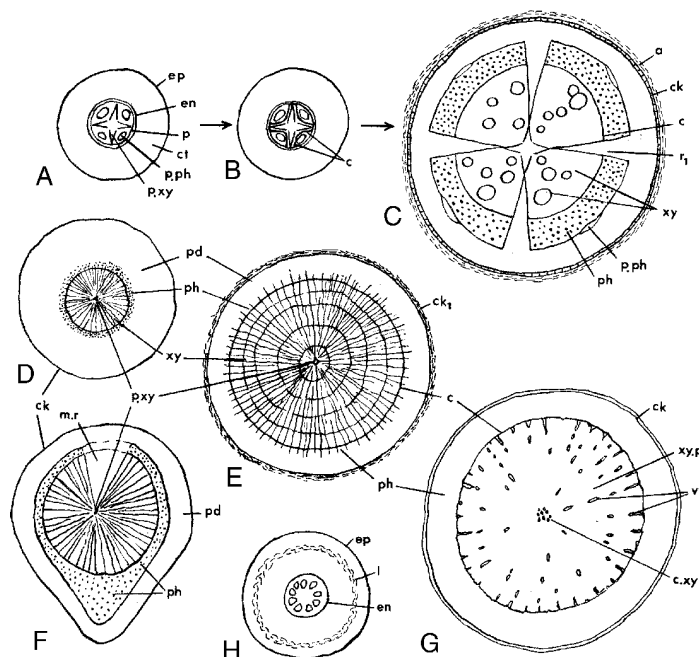 ep
en
p
ct
p.ph
p.xy
A
B
c
a
ck
c
r₁
xy
p.ph
ph
C
pd
ph
xy
p.xy
D
ck₁
c
ph
E
ck
m.r
pd
ph
F
ep
l
en
H
ck
xy.p
v
c.xy
G